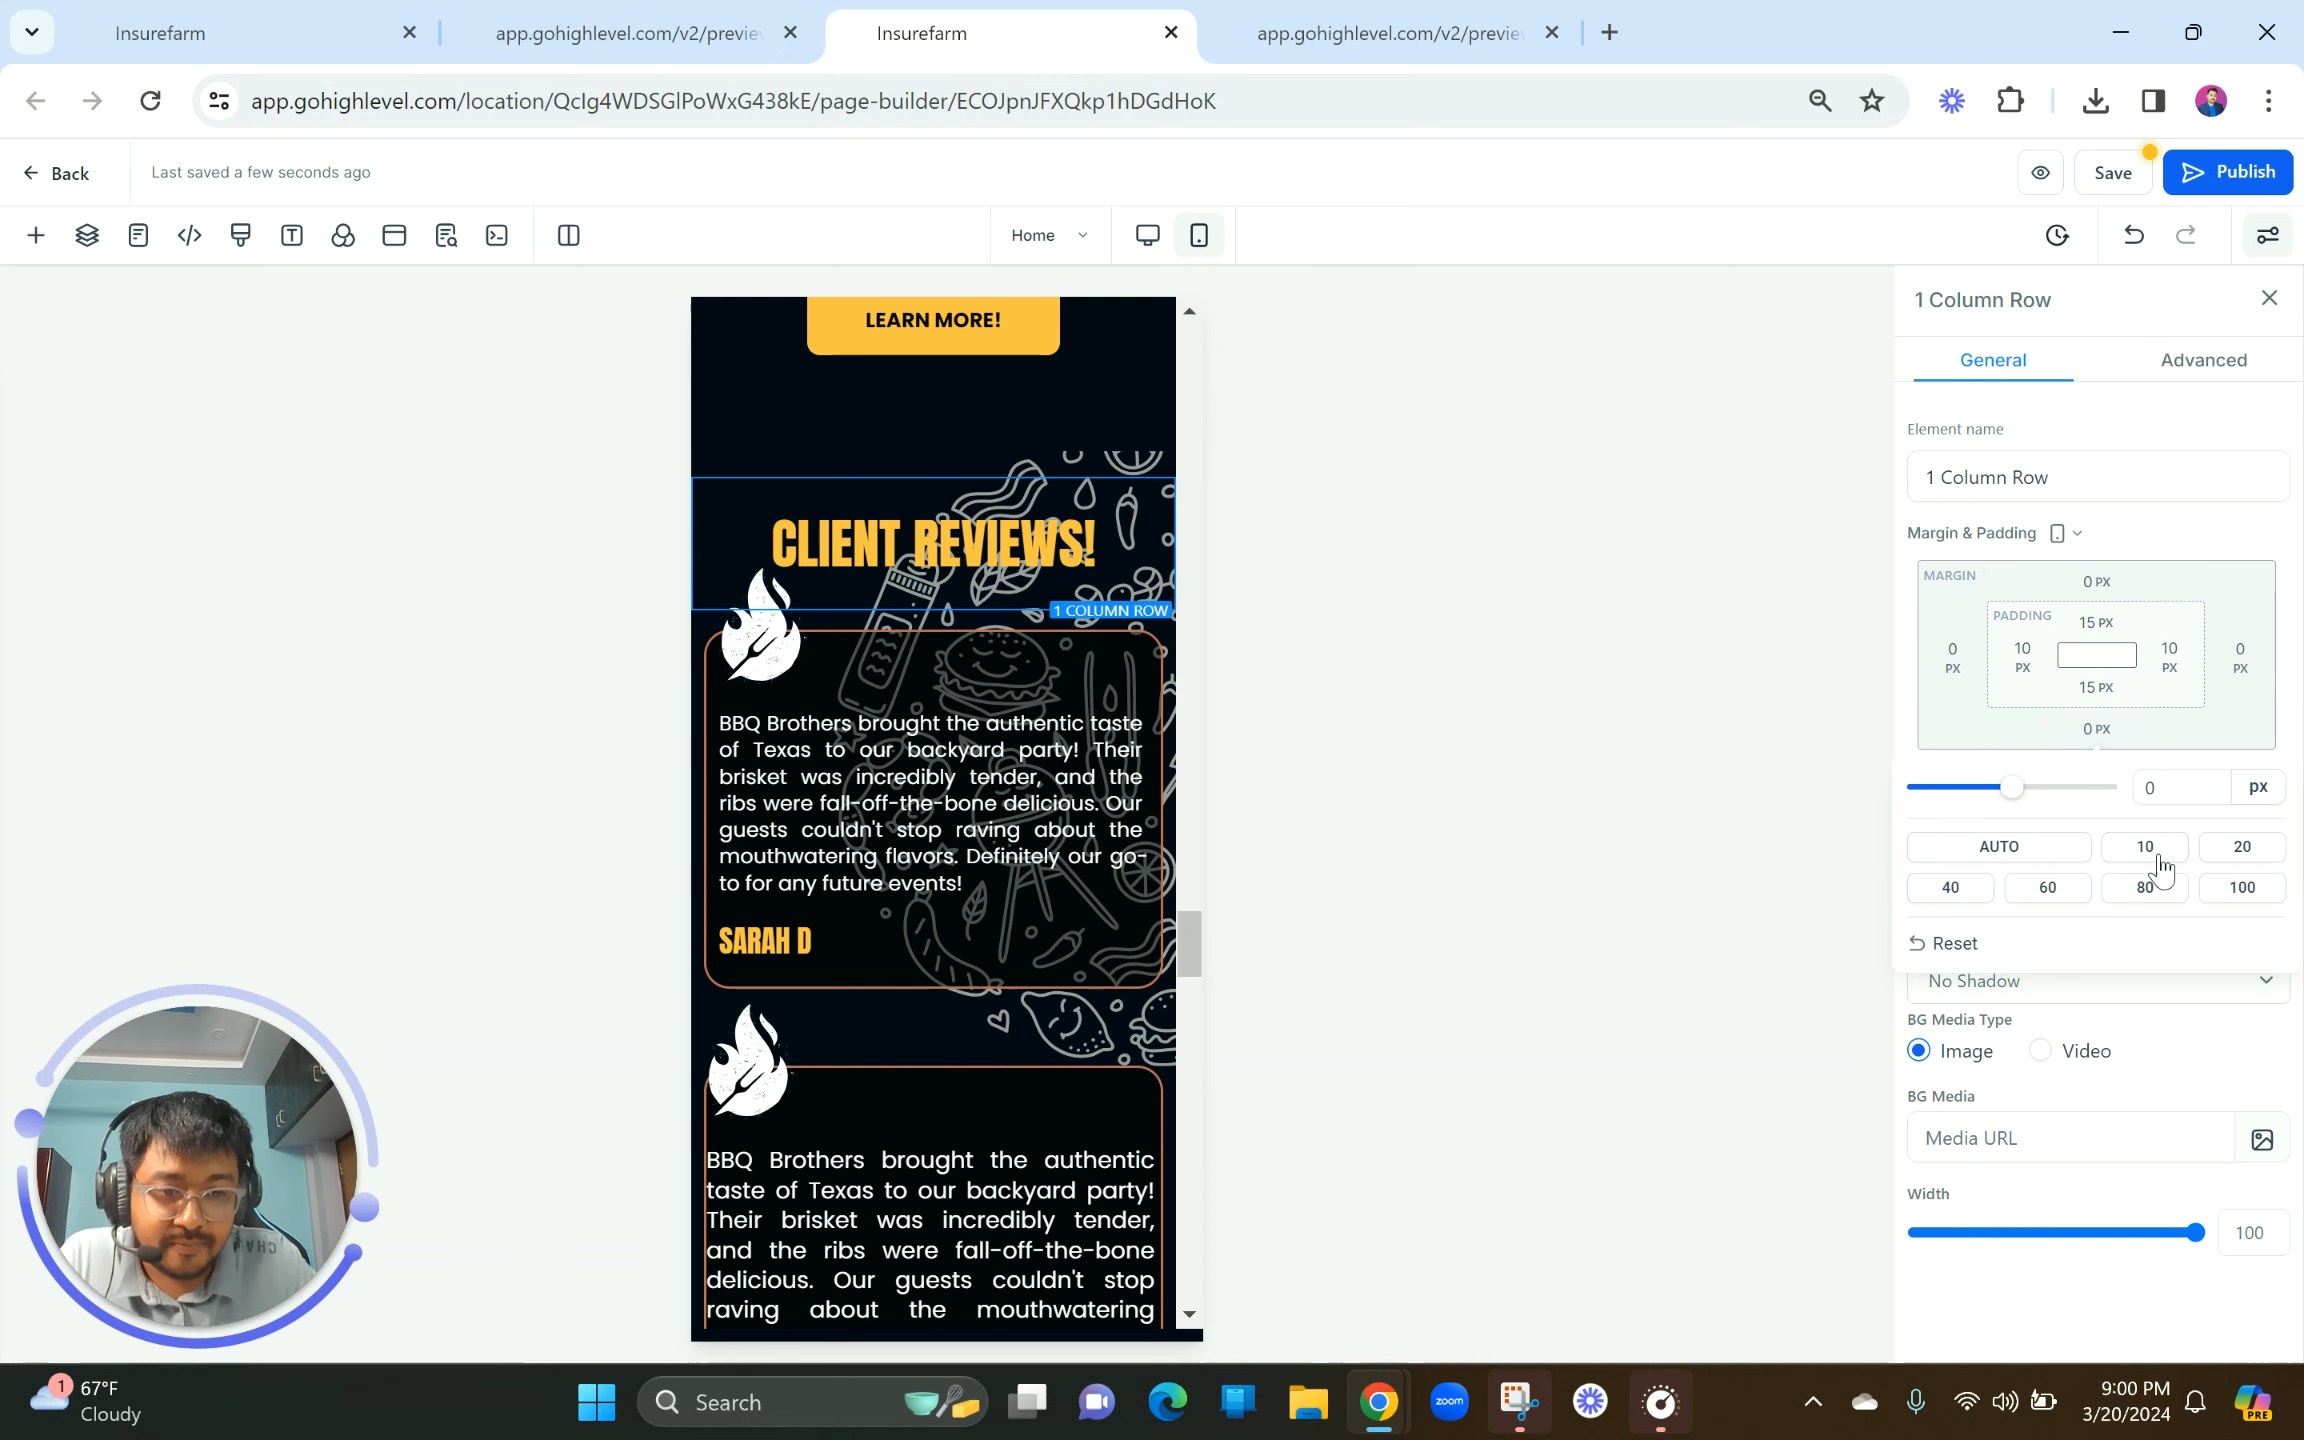 Insurefarm
app.gohighlevel.com/v2/previe
Insurefarm
app.gohighlevel.com/v2/previe
app.gohighlevel.com/location/QcIg4WDSGIPoWxG438kE/page-builder/ECOJpnJFXQkp1hDGdHoK
Back
Last saved a few seconds ago
Save
Publish
Home
1 Column Row
General
Advanced
Element name
1 Column Row
Margin & Padding
MARGIN
0 PX
PADDING
15 PX
0 PX
10 PX
10 PX
0 PX
15 PX
0 PX
0
px
AUTO
10
20
40
60
80
100
Reset
No Shadow
BG Media Type
Image
Video
BG Media
Media URL
Width
100
LEARN MORE!
CLIENT REVIEWS!
1 COLUMN ROW
BBQ Brothers brought the authentic taste
of Texas to our backyard party! Their
brisket was incredibly tender, and the
ribs were fall-off-the-bone delicious. Our
guests couldn't stop raving about the
mouthwatering flavors. Definitely our go-
to for any future events!
SARAH D
BBQ Brothers brought the authentic
taste of Texas to our backyard party!
Their brisket was incredibly tender,
and the ribs were fall-off-the-bone
delicious. Our guests couldn't stop
raving about the mouthwatering
1
67°F
Cloudy
Search
zoom
9:00 PM
3/20/2024
PRE